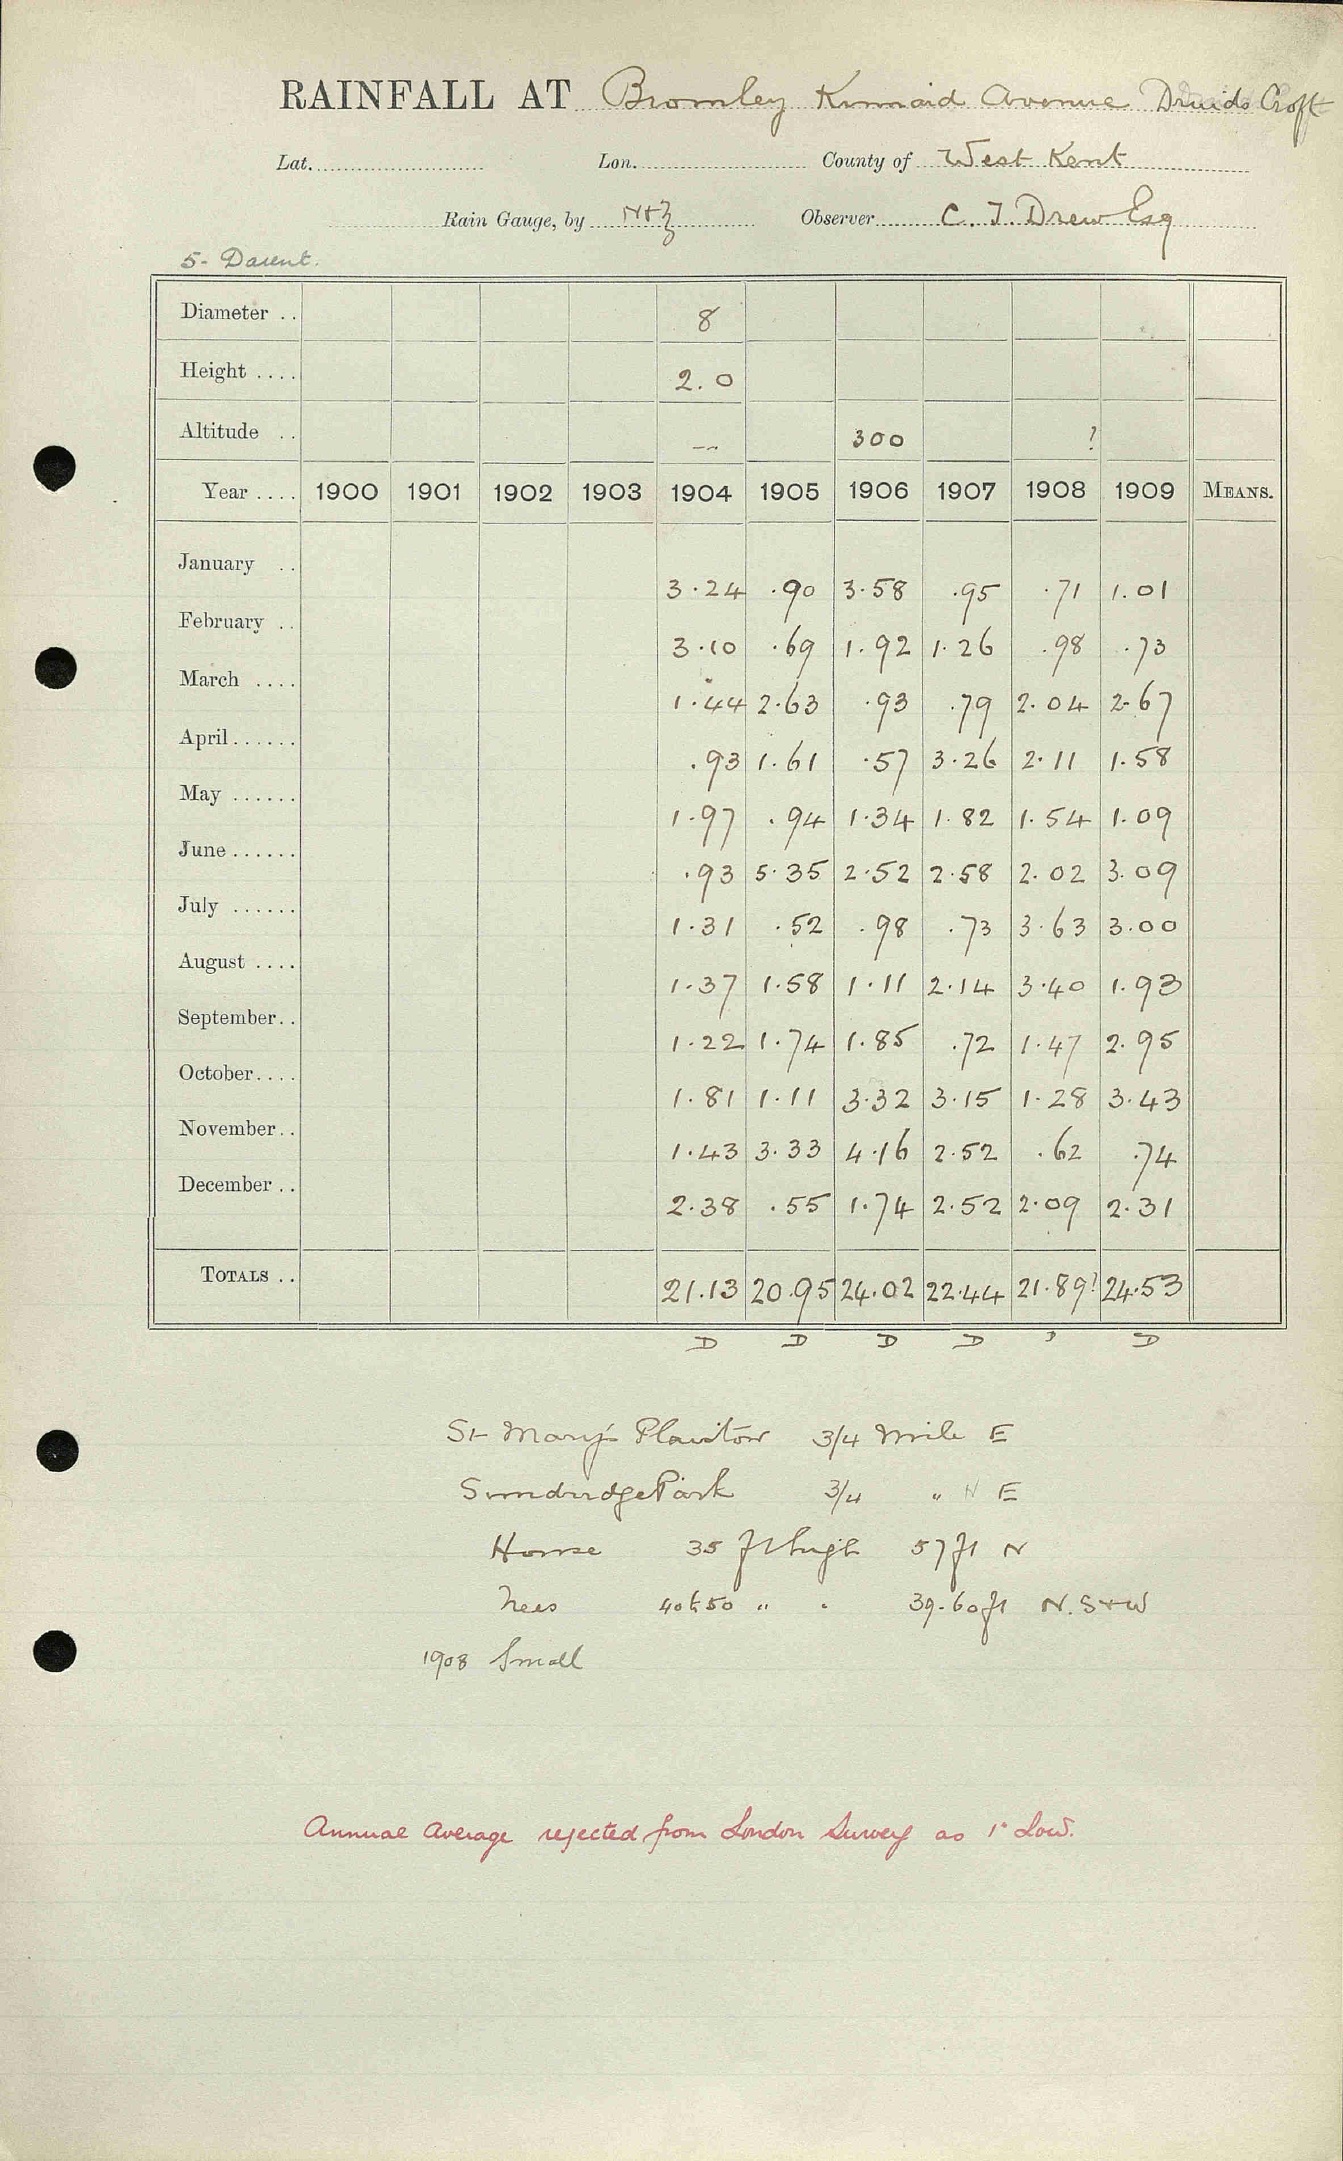 RAINFALL AT Bromley Kinnaird Avenue Druids Croft
Lat. Lon. County of West Kent
Rain Gauge, by N+Z Observer C. J. Drew Esq
5- Darent.
Diameter .. 8
Height .... 2.0
Altitude .. — 300 ?
Year .... 1900 1901 1902 1903 1904 1905 1906 1907 1908 1909 MEANS.
January .. 3.24 .90 3.58 .95 .71 1.01
February .. 3.10 .69 1.92 1.26 .98 .73
March .... 1.44 2.63 .93 .79 2.04 2.67
April...... .93 1.61 .57 3.26 2.11 1.58
May ...... 1.97 .94 1.34 1.82 1.54 1.09
June...... .93 5.35 2.52 2.58 2.02 3.09
July ...... 1.31 .52 .98 .73 3.63 3.00
August .... 1.37 1.58 1.11 2.14 3.40 1.93
September.. 1.22 1.74 1.85 .72 1.47 2.95
October.... 1.81 1.11 3.32 3.15 1.28 3.43
November.. 1.43 3.33 4.16 2.52 .62 .74
December .. 2.38 .55 1.74 2.52 2.09 2.31
TOTALS .. 21.13 20.95 24.02 22.44 21.89? 24.53
D D D D ? D
St Mary's Plaistow 3/4 Mile E
Sundridge Park 3/4 " N E
House 35 ft high 57 ft N
Trees 40 to 50 " " 39-60 ft N. S + W
1908 Small
Annual Average rejected from London Survey as 1" Low.